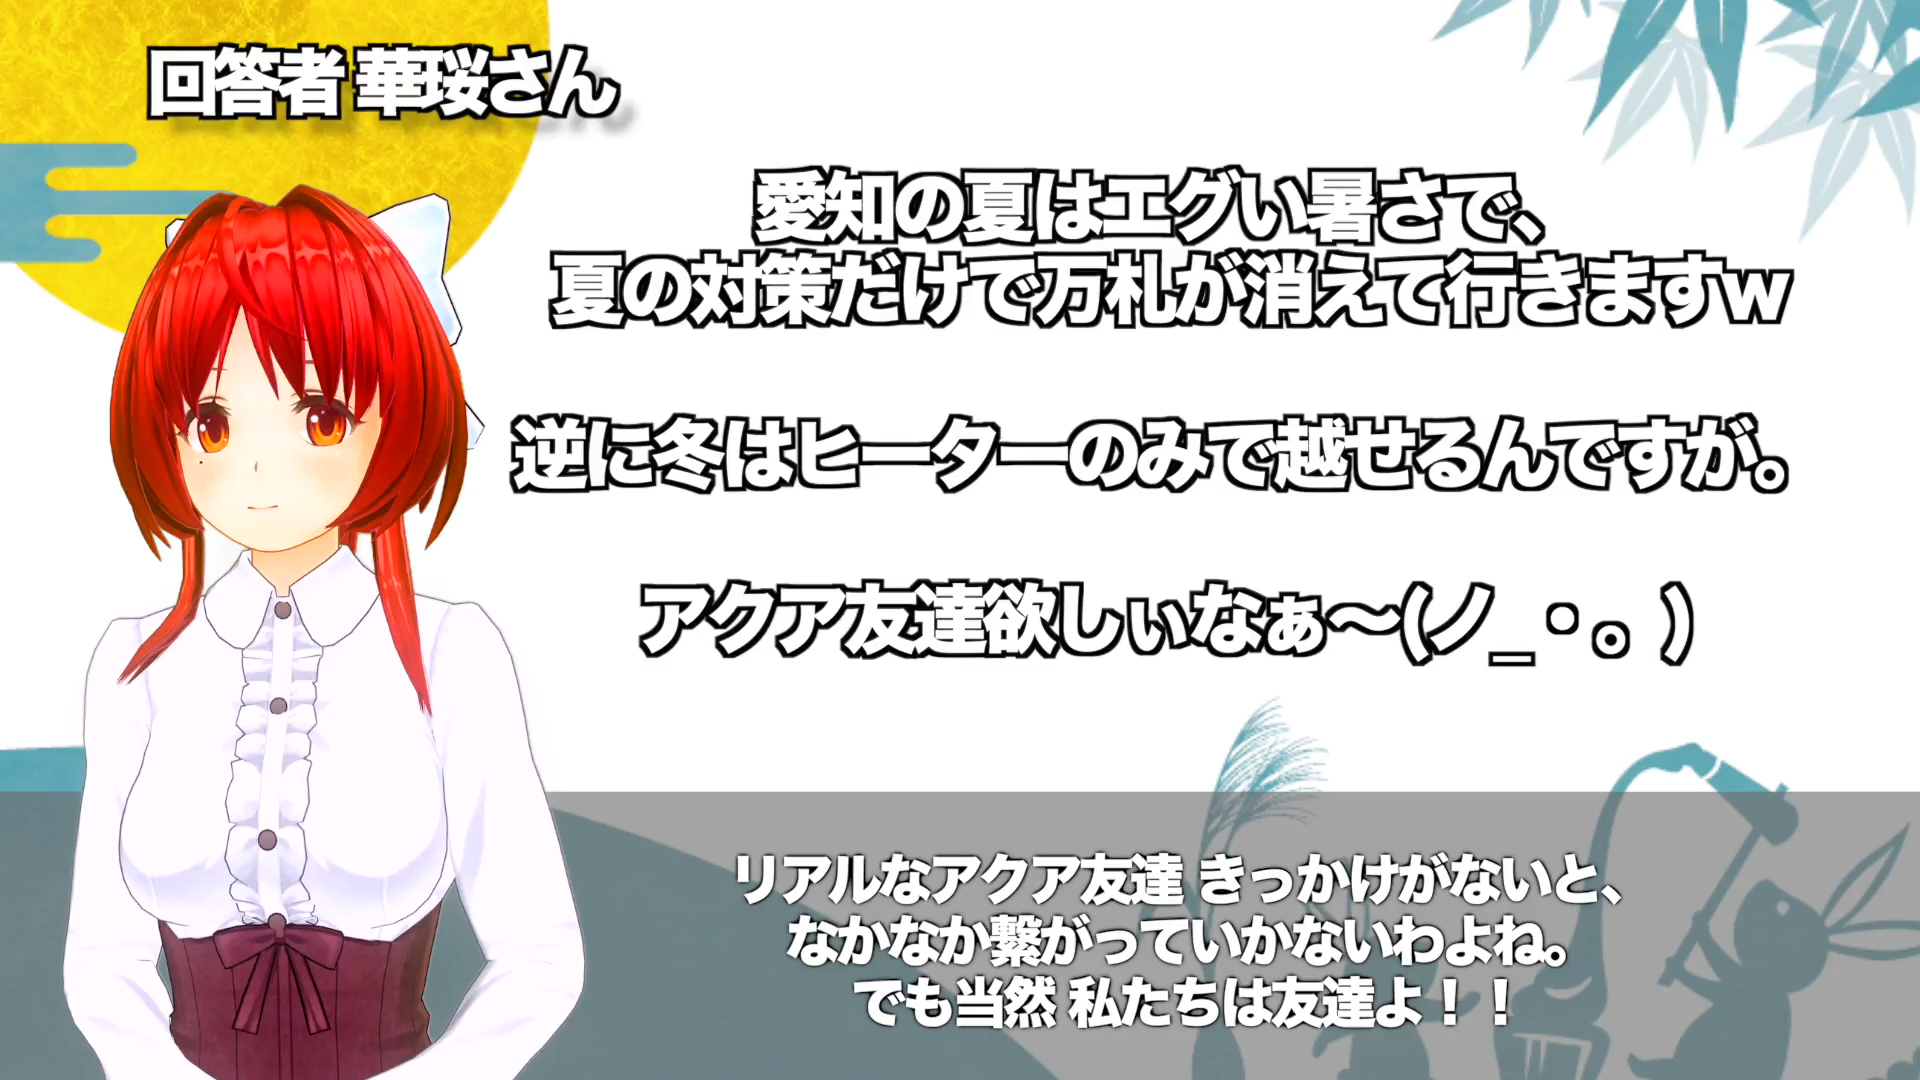 回答者 華珱さん
愛知の夏はエグい暑さで、
夏の対策だけで万札が消えて行きますw
逆に冬はヒーターのみで越せるんですが。
アクア友達欲しぃなぁ〜(ノ_・。)
リアルなアクア友達 きっかけがないと、
なかなか繋がっていかないわよね。
でも当然 私たちは友達よ！！